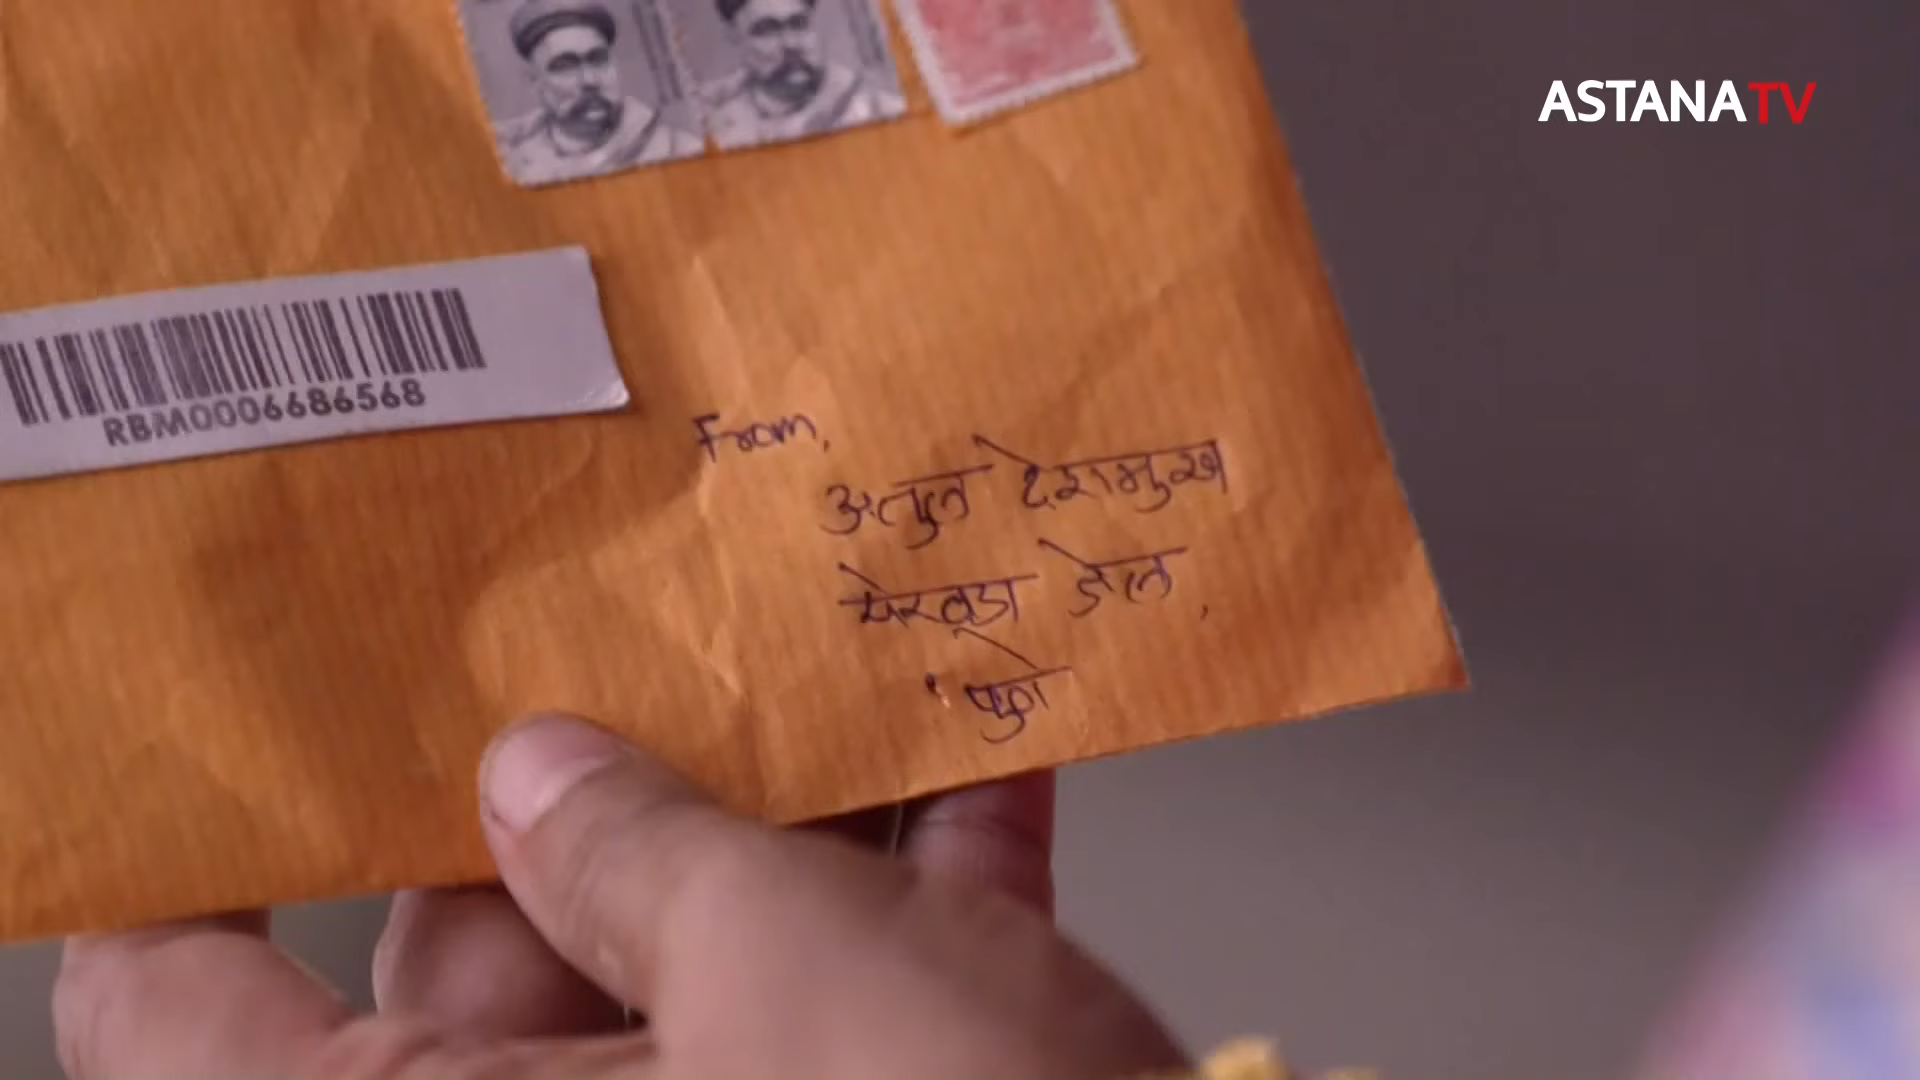 ASTANATV
RBM0006686568
From,
अतुल देशमुख
येरवडा जेल,
पुणे